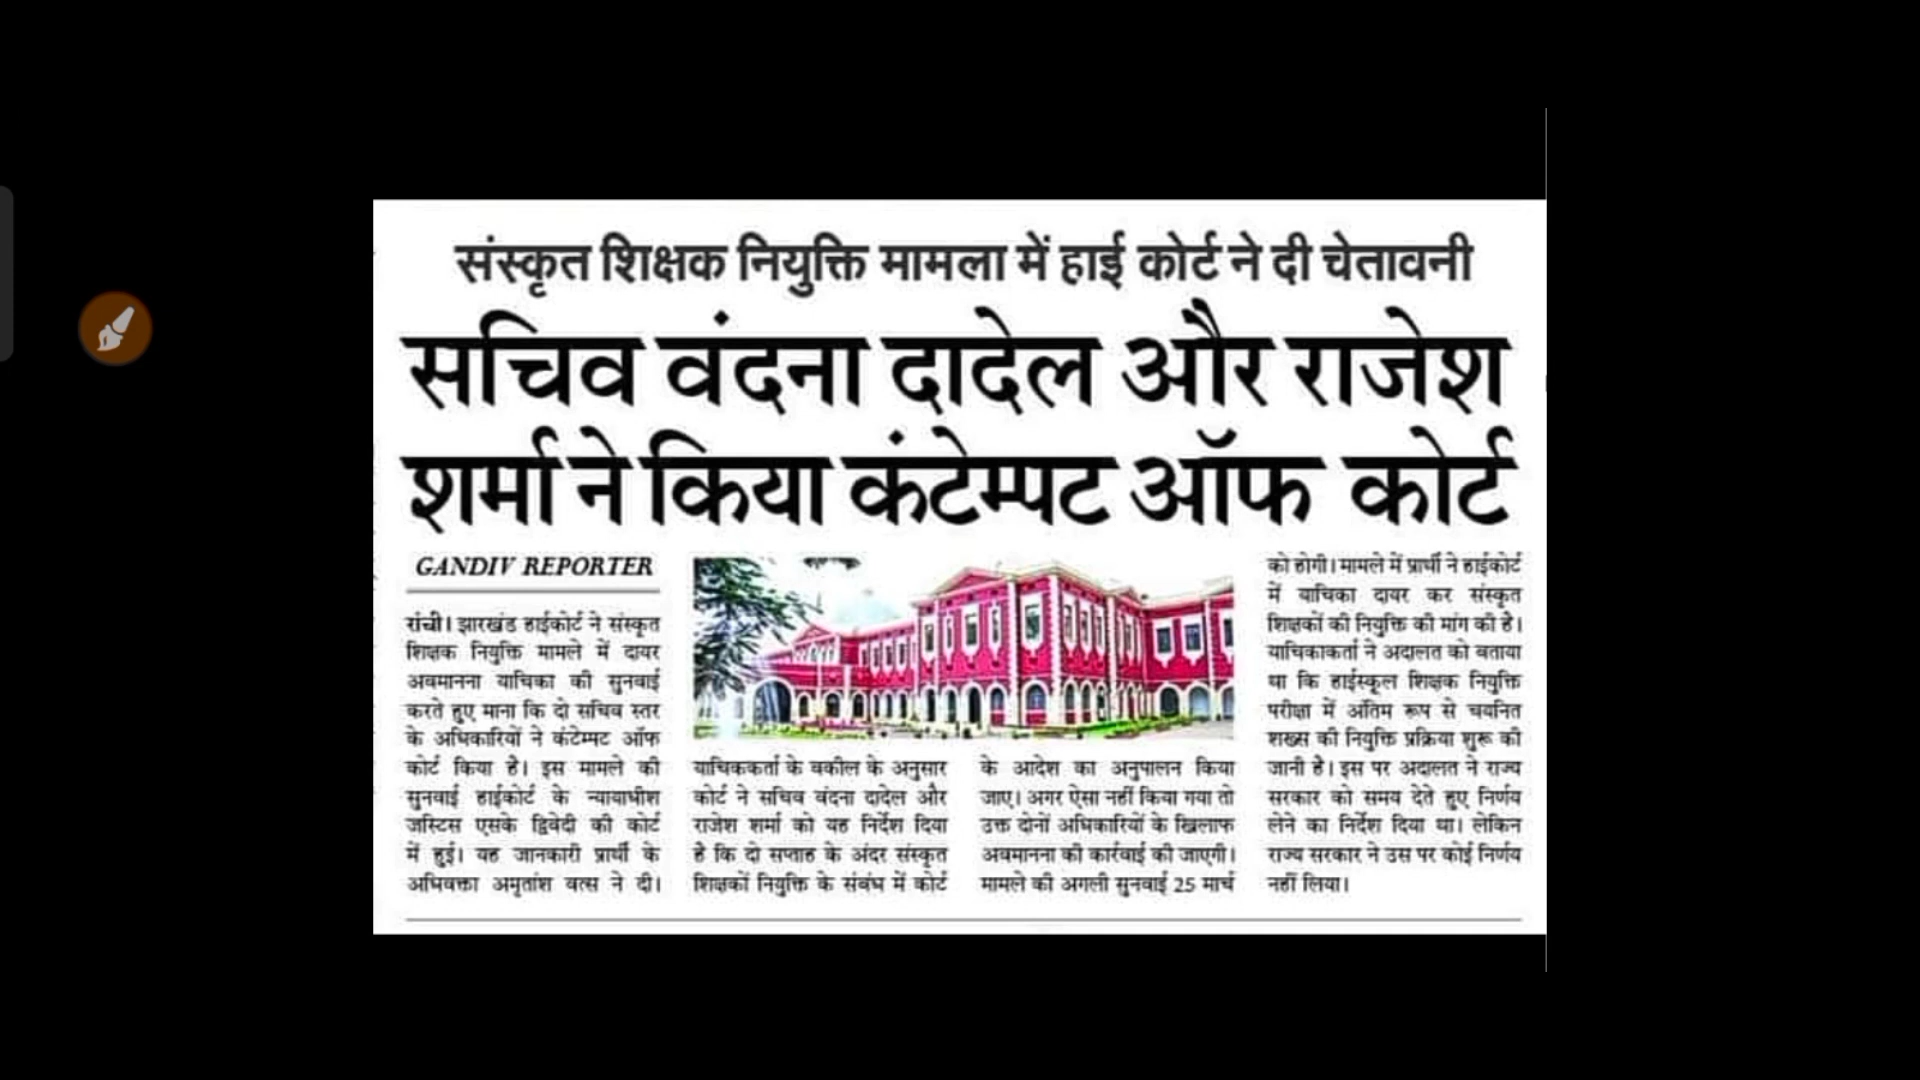 संस्कृत शिक्षक नियुक्ति मामला में हाई कोर्ट ने दी चेतावनी
सचिव वंदना दादेल और राजेश
शर्मा ने किया कंटेम्पट ऑफ कोर्ट
GANDIV REPORTER
रांची। झारखंड हाईकोर्ट ने संस्कृत
शिक्षक नियुक्ति मामले में दायर
अवमानना याचिका की सुनवाई
करते हुए माना कि दो सचिव स्तर
के अधिकारियों ने कंटेम्पट ऑफ
कोर्ट किया है। इस मामले की
सुनवाई हाईकोर्ट के न्यायाधीश
जस्टिस एसके द्विवेदी की कोर्ट
में हुई। यह जानकारी प्रार्थी के
अधिवक्ता अमृतांश वत्स ने दी।
याचिककर्ता के वकील के अनुसार
कोर्ट ने सचिव वंदना दादेल और
राजेश शर्मा को यह निर्देश दिया
है कि दो सप्ताह के अंदर संस्कृत
शिक्षकों नियुक्ति के संबंध में कोर्ट
के आदेश का अनुपालन किया
जाए। अगर ऐसा नहीं किया गया तो
उक्त दोनों अधिकारियों के खिलाफ
अवमानना की कार्रवाई की जाएगी।
मामले की अगली सुनवाई 25 मार्च
को होगी। मामले में प्रार्थी ने हाईकोर्ट
में याचिका दायर कर संस्कृत
शिक्षकों की नियुक्ति की मांग की है।
याचिकाकर्ता ने अदालत को बताया
था कि हाईस्कूल शिक्षक नियुक्ति
परीक्षा में अंतिम रूप से चयनित
शख्स की नियुक्ति प्रक्रिया शुरू की
जानी है। इस पर अदालत ने राज्य
सरकार को समय देते हुए निर्णय
लेने का निर्देश दिया था। लेकिन
राज्य सरकार ने उस पर कोई निर्णय
नहीं लिया।